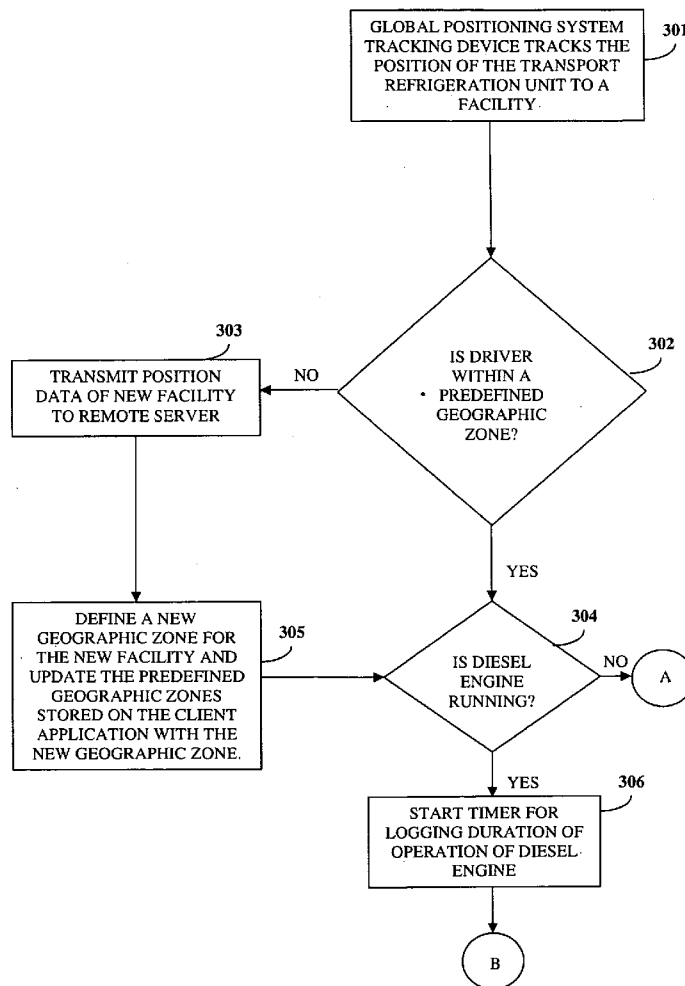 GLOBAL POSITIONING SYSTEM
TRACKING DEVICE TRACKS THE
POSITION OF THE TRANSPORT
REFRIGERATION UNIT TO A
FACILITY
301
IS DRIVER
WITHIN A
PREDEFINED
GEOGRAPHIC
ZONE?
302
NO
303
TRANSMIT POSITION
DATA OF NEW FACILITY
TO REMOTE SERVER
YES
DEFINE A NEW
GEOGRAPHIC ZONE FOR
THE NEW FACILITY AND
UPDATE THE PREDEFINED
GEOGRAPHIC ZONES
STORED ON THE CLIENT
APPLICATION WITH THE
NEW GEOGRAPHIC ZONE.
305
304
IS DIESEL
ENGINE
RUNNING?
NO
A
YES
306
START TIMER FOR
LOGGING DURATION OF
OPERATION OF DIESEL
ENGINE
B